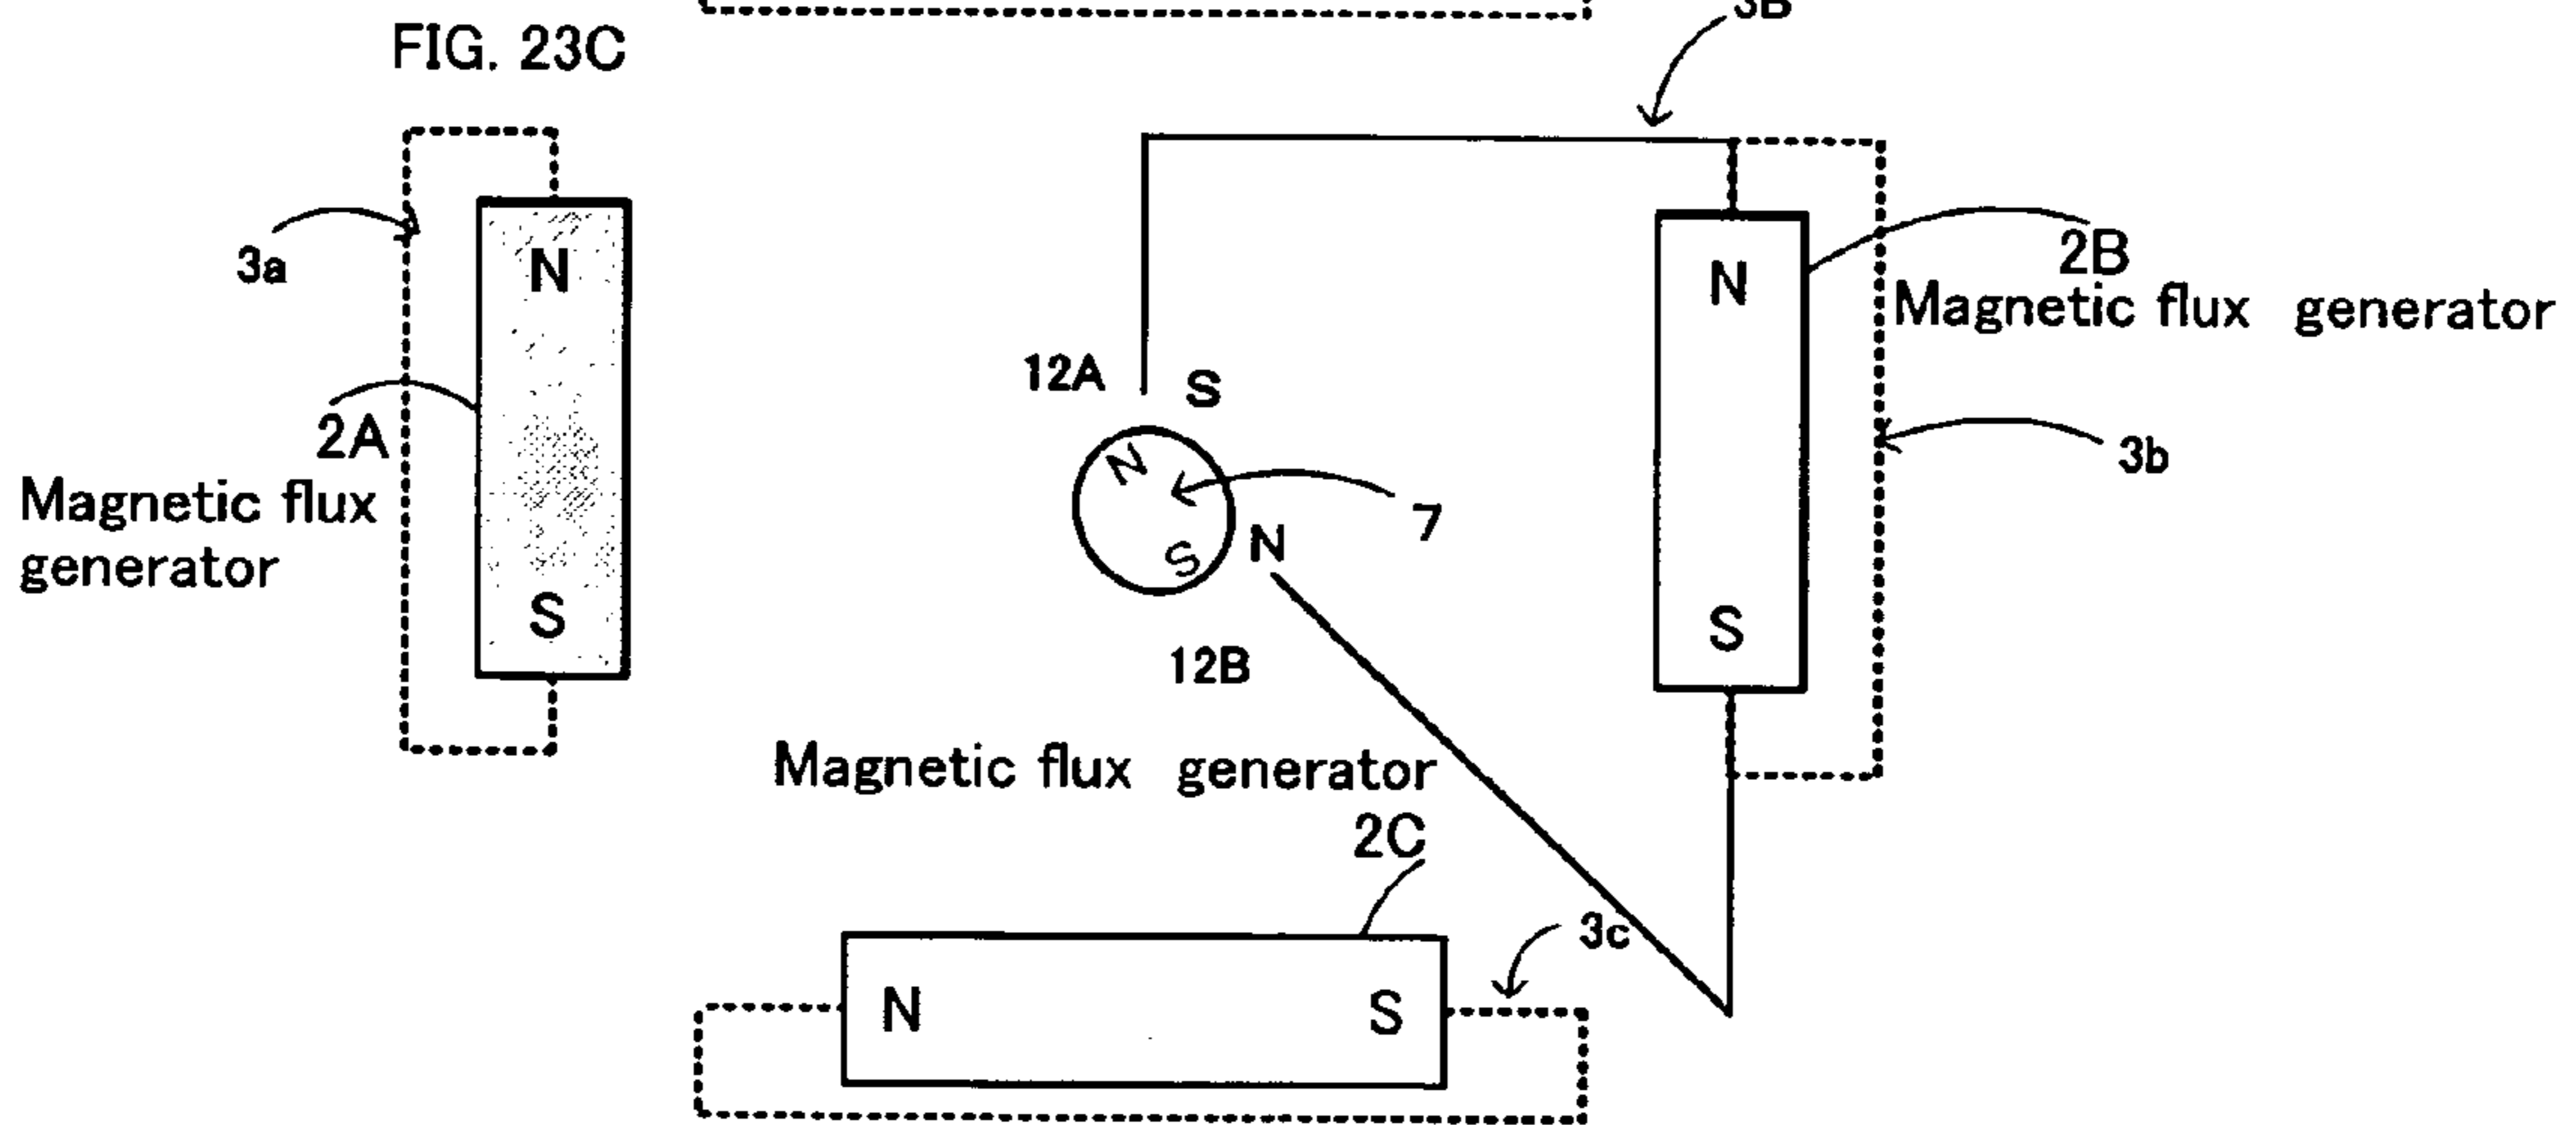 FIG. 23C
3B
3a
N
2A
Magnetic flux
generator
S
12A
S
N
S
N
7
12B
N
S
2B
Magnetic flux generator
3b
Magnetic flux generator
2C
3c
N
S